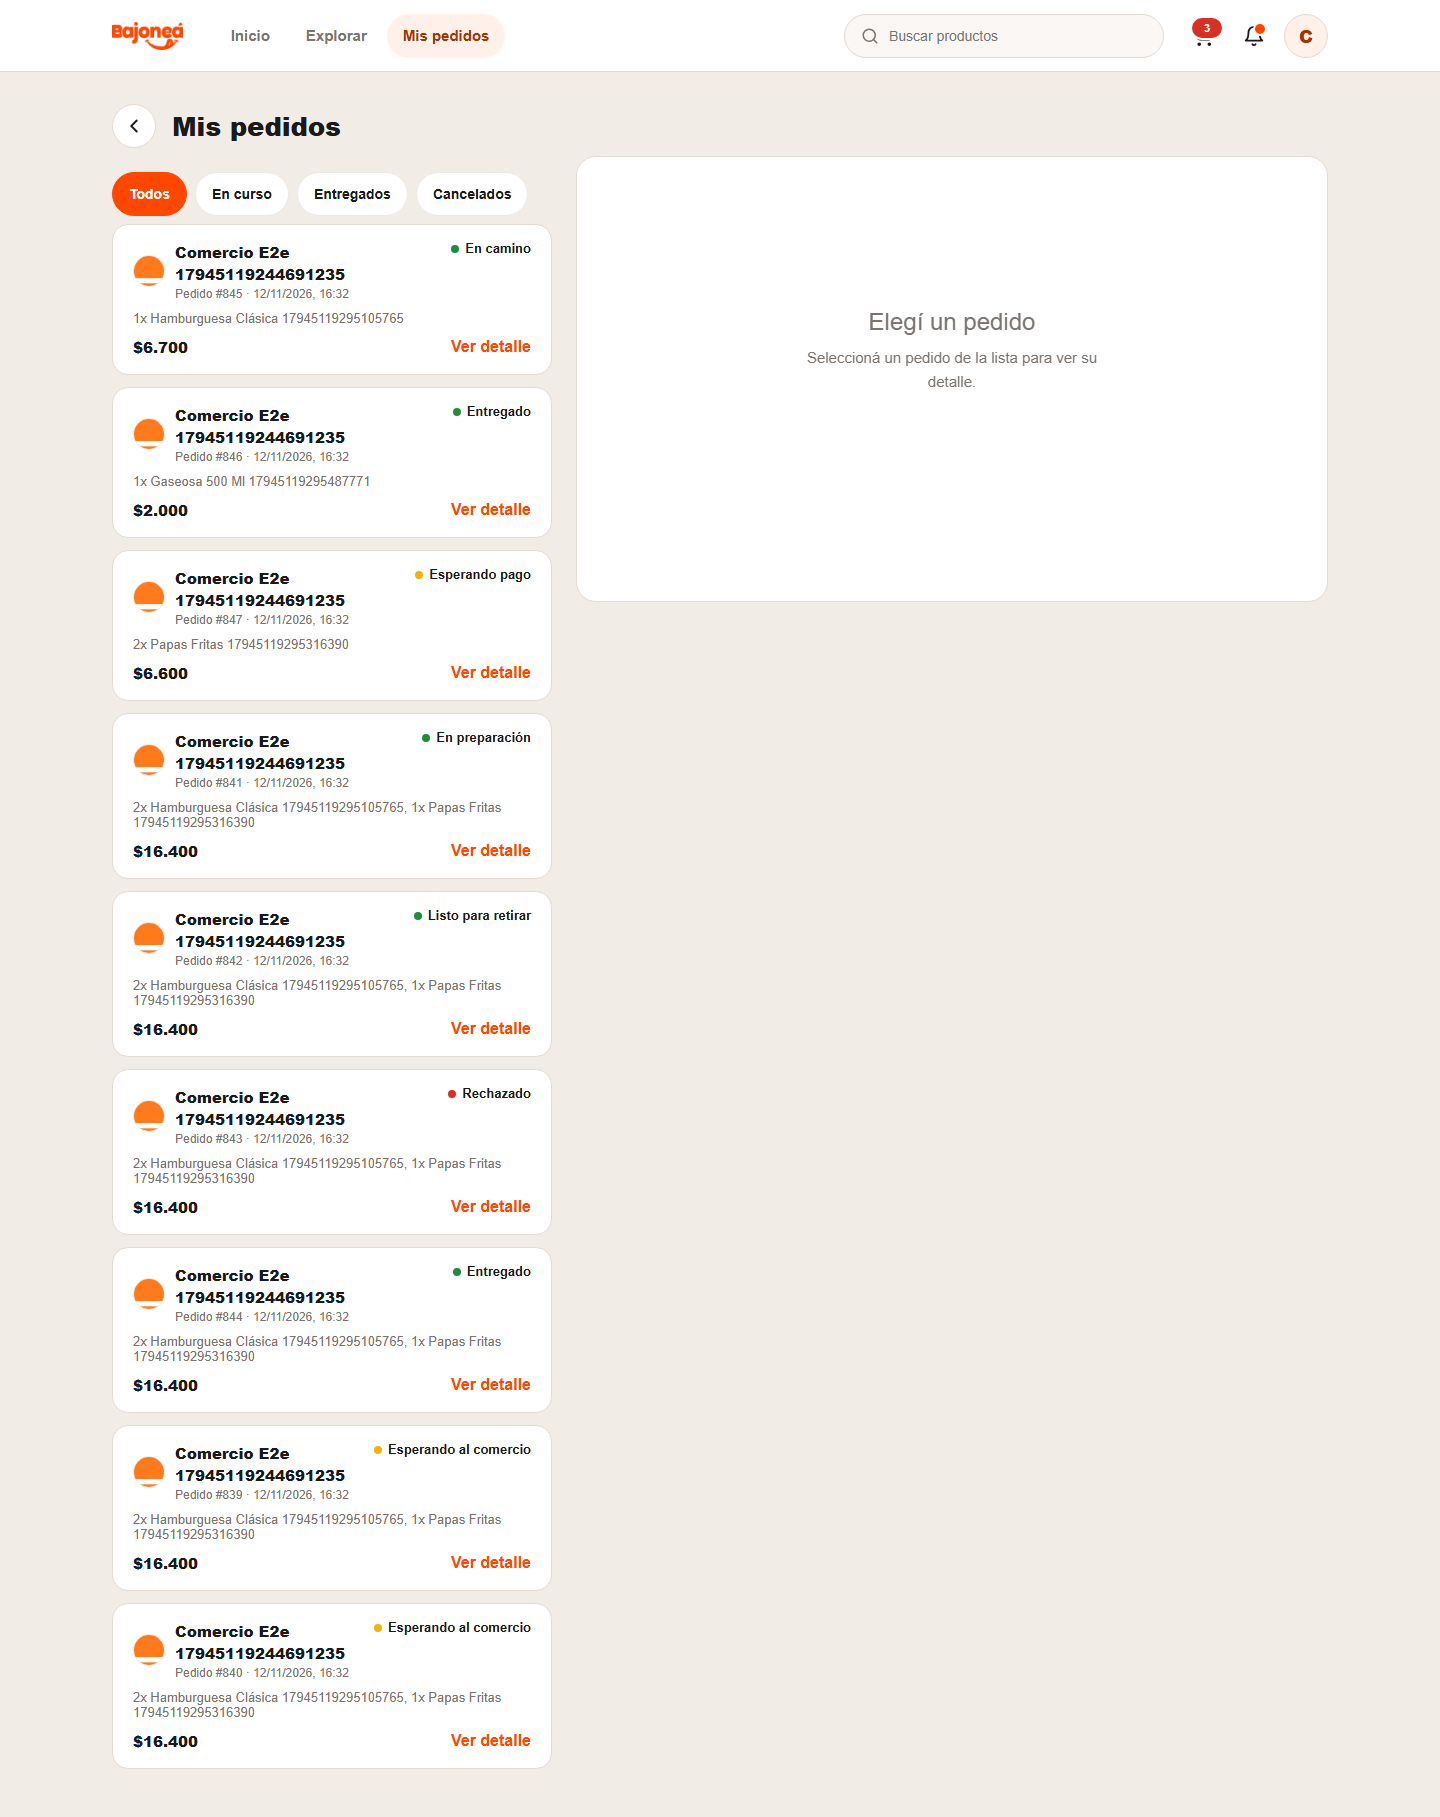 Bajoneá
Inicio
Explorar
Mis pedidos
Buscar productos
3
C
Mis pedidos
Todos
En curso
Entregados
Cancelados
Comercio E2e
17945119244691235
En camino
Pedido #845 · 12/11/2026, 16:32
1x Hamburguesa Clásica 17945119295105765
$6.700
Ver detalle
Comercio E2e
17945119244691235
Entregado
Pedido #846 · 12/11/2026, 16:32
1x Gaseosa 500 Ml 17945119295487771
$2.000
Ver detalle
Comercio E2e
17945119244691235
Esperando pago
Pedido #847 · 12/11/2026, 16:32
2x Papas Fritas 17945119295316390
$6.600
Ver detalle
Comercio E2e
17945119244691235
En preparación
Pedido #841 · 12/11/2026, 16:32
2x Hamburguesa Clásica 17945119295105765, 1x Papas Fritas
17945119295316390
$16.400
Ver detalle
Comercio E2e
17945119244691235
Listo para retirar
Pedido #842 · 12/11/2026, 16:32
2x Hamburguesa Clásica 17945119295105765, 1x Papas Fritas
17945119295316390
$16.400
Ver detalle
Comercio E2e
17945119244691235
Rechazado
Pedido #843 · 12/11/2026, 16:32
2x Hamburguesa Clásica 17945119295105765, 1x Papas Fritas
17945119295316390
$16.400
Ver detalle
Comercio E2e
17945119244691235
Entregado
Pedido #844 · 12/11/2026, 16:32
2x Hamburguesa Clásica 17945119295105765, 1x Papas Fritas
17945119295316390
$16.400
Ver detalle
Comercio E2e
17945119244691235
Esperando al comercio
Pedido #839 · 12/11/2026, 16:32
2x Hamburguesa Clásica 17945119295105765, 1x Papas Fritas
17945119295316390
$16.400
Ver detalle
Comercio E2e
17945119244691235
Esperando al comercio
Pedido #840 · 12/11/2026, 16:32
2x Hamburguesa Clásica 17945119295105765, 1x Papas Fritas
17945119295316390
$16.400
Ver detalle
Elegí un pedido
Seleccioná un pedido de la lista para ver su
detalle.